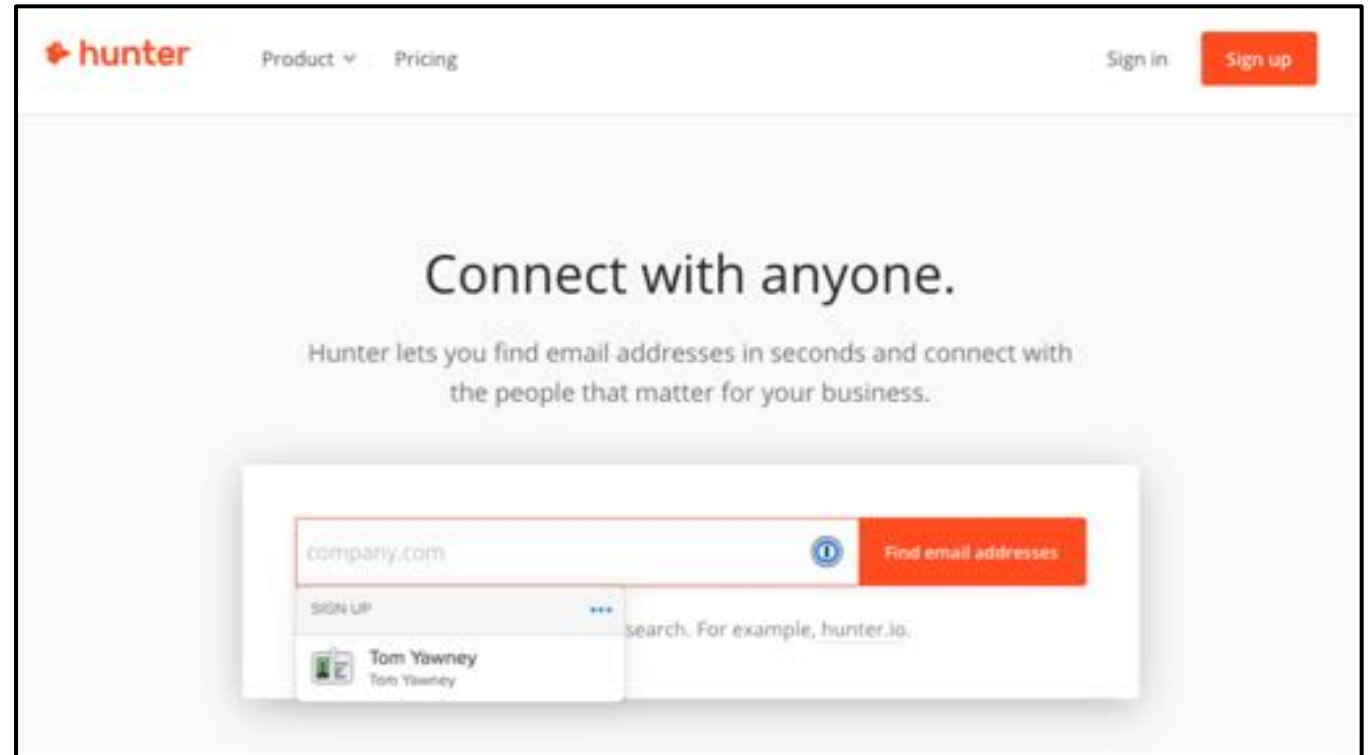 hunter
Product Pricing
Sign in
Sign up
Connect with anyone.
Hunter lets you find email addresses in seconds and connect with
the people that matter for your business.
company.com
Find email addresses
SIGN UP
search. For example, hunter.io.
Tom Yawney
Tom Yawney